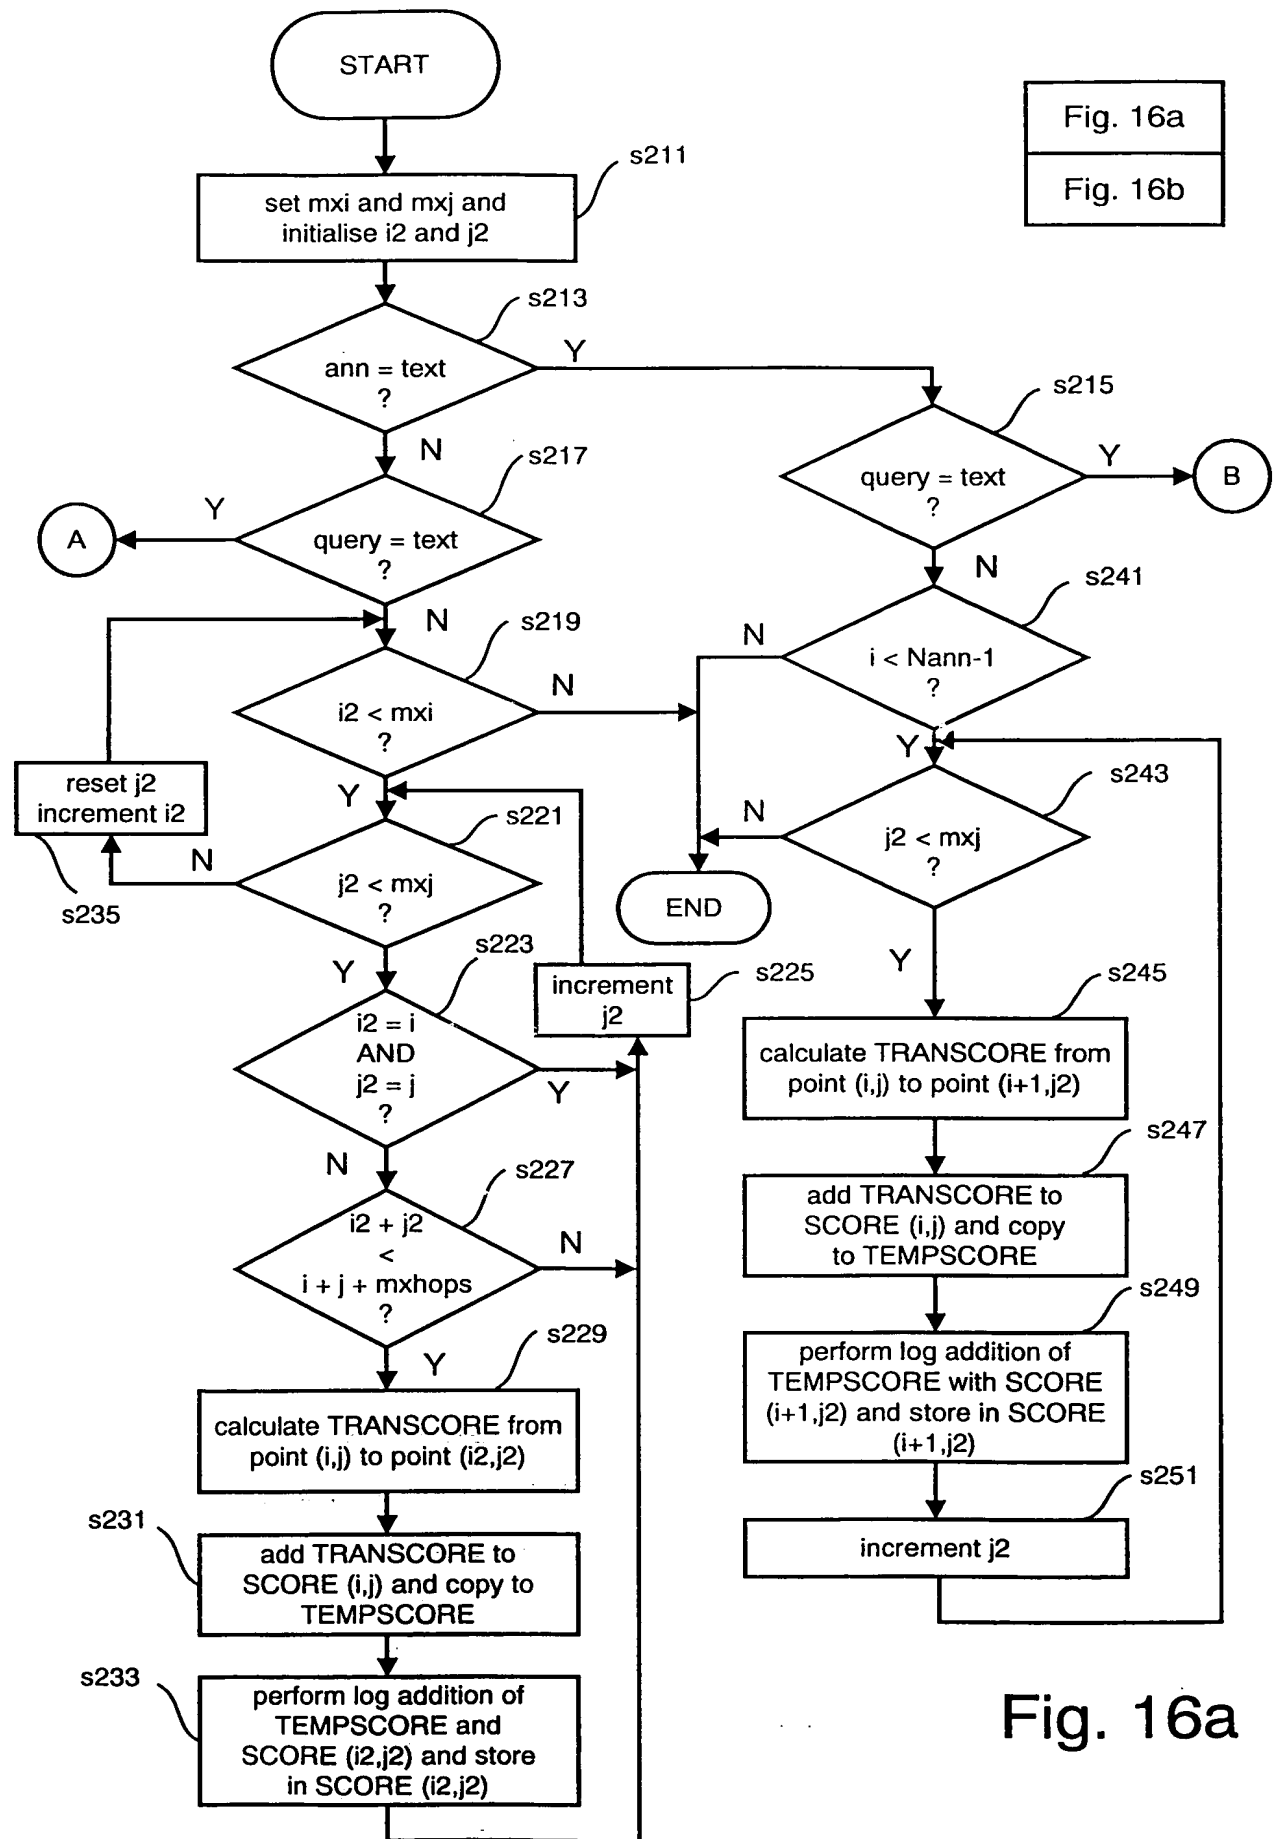 START
Fig. 16a
Fig. 16b
s211
set mxi and mxj and
initialise i2 and j2
s213
ann = text
?
Y
N
s215
query = text
?
Y
B
N
s217
query = text
?
Y
A
N
s241
i < Nann-1
?
N
Y
s219
i2 < mxi
?
N
Y
reset j2
increment i2
s235
s243
j2 < mxj
?
N
Y
END
s221
j2 < mxj
?
N
Y
s223
i2 = i
AND
j2 = j
?
Y
N
increment
j2
s225
s245
calculate TRANSCORE from
point (i,j) to point (i+1,j2)
s247
add TRANSCORE to
SCORE (i,j) and copy
to TEMPSCORE
s227
i2 + j2
<
i + j + mxhops
?
N
Y
s249
perform log addition of
TEMPSCORE with SCORE
(i+1,j2) and store in SCORE
(i+1,j2)
s229
calculate TRANSCORE from
point (i,j) to point (i2,j2)
s251
increment j2
s231
add TRANSCORE to
SCORE (i,j) and copy to
TEMPSCORE
s233
perform log addition of
TEMPSCORE and
SCORE (i2,j2) and store
in SCORE (i2,j2)
Fig. 16a